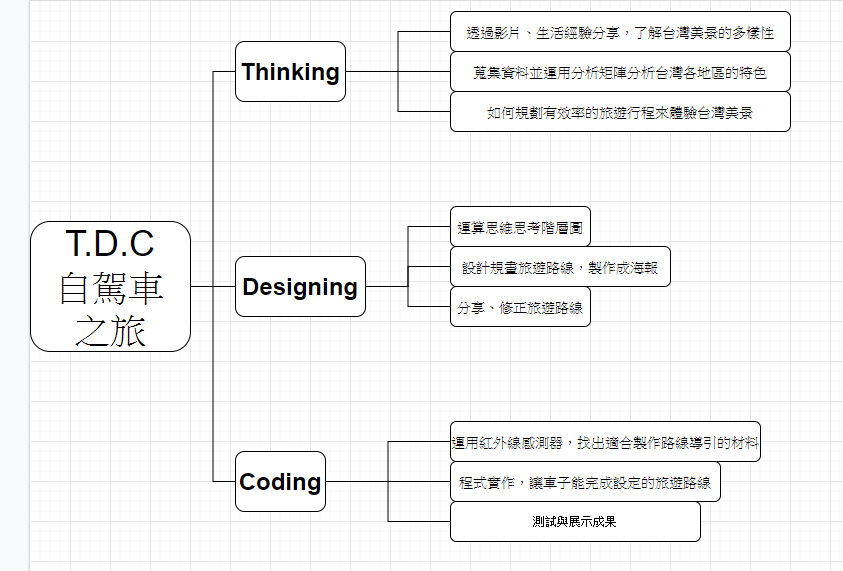 T.D.C
自駕車
之旅
Thinking
透過影片、生活經驗分享，了解台灣美景的多樣性
蒐集資料並運用分析矩陣分析台灣各地區的特色
如何規劃有效率的旅遊行程來體驗台灣美景
Designing
運算思維思考階層圖
設計規畫旅遊路線，製作成海報
分享、修正旅遊路線
Coding
運用紅外線感測器，找出適合製作路線導引的材料
程式實作，讓車子能完成設定的旅遊路線
測試與展示成果